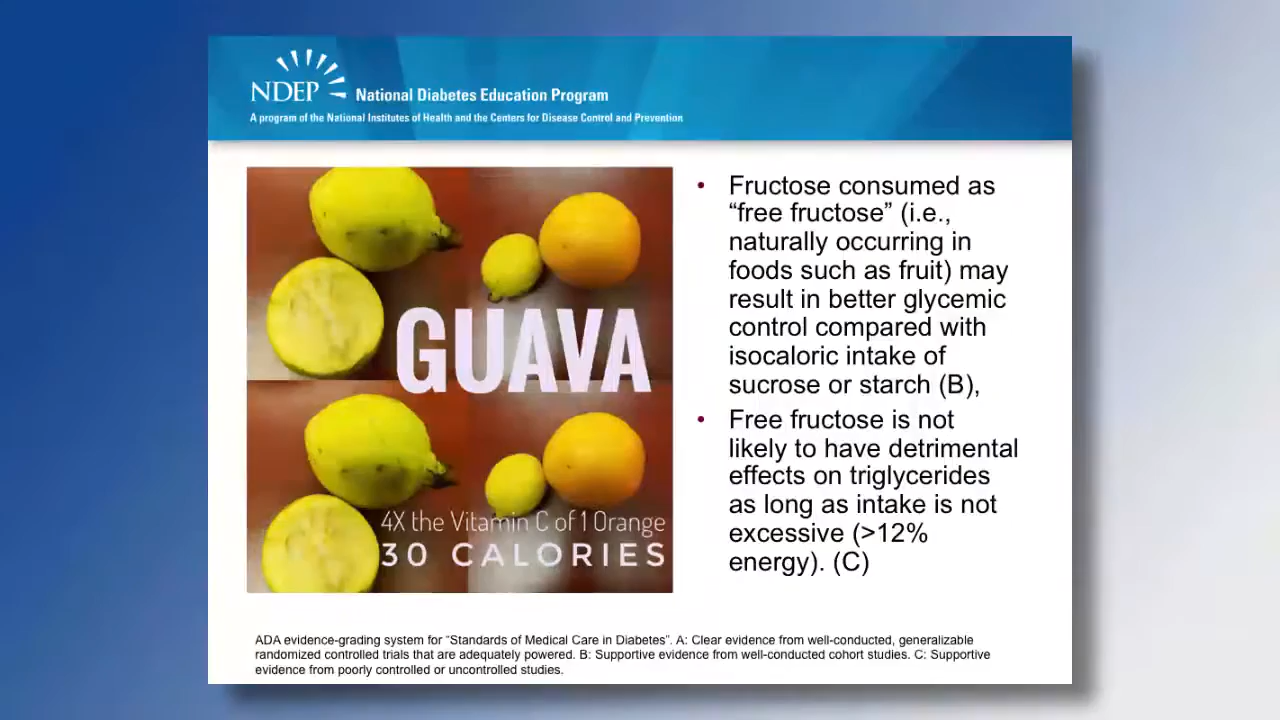 NDEP
National Diabetes Education Program
A program of the National Institutes of Health and the Centers for Disease Control and Prevention
GUAVA
4X the Vitamin C of 1 Orange
30 CALORIES
• Fructose consumed as
“free fructose” (i.e.,
naturally occurring in
foods such as fruit) may
result in better glycemic
control compared with
isocaloric intake of
sucrose or starch (B),
• Free fructose is not
likely to have detrimental
effects on triglycerides
as long as intake is not
excessive (>12%
energy). (C)
ADA evidence-grading system for “Standards of Medical Care in Diabetes”. A: Clear evidence from well-conducted, generalizable
randomized controlled trials that are adequately powered. B: Supportive evidence from well-conducted cohort studies. C: Supportive
evidence from poorly controlled or uncontrolled studies.